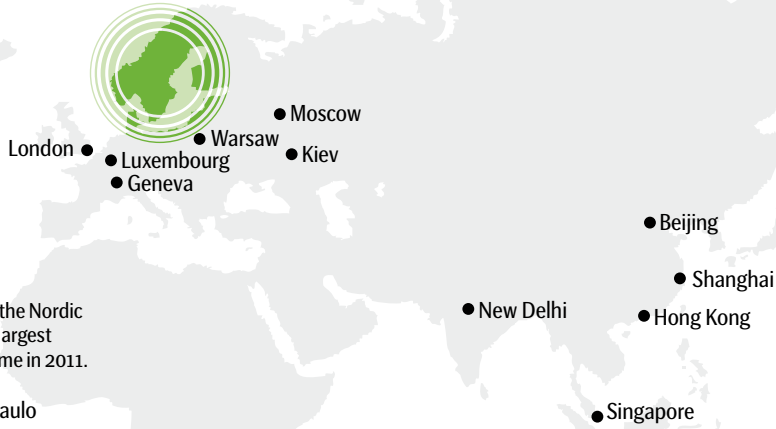 Moscow
Warsaw
London
Luxembourg
Kiev
Geneva
Beijing
Shanghai
the Nordic
argest
me in 2011.
New Delhi
Hong Kong
aulo
Singapore